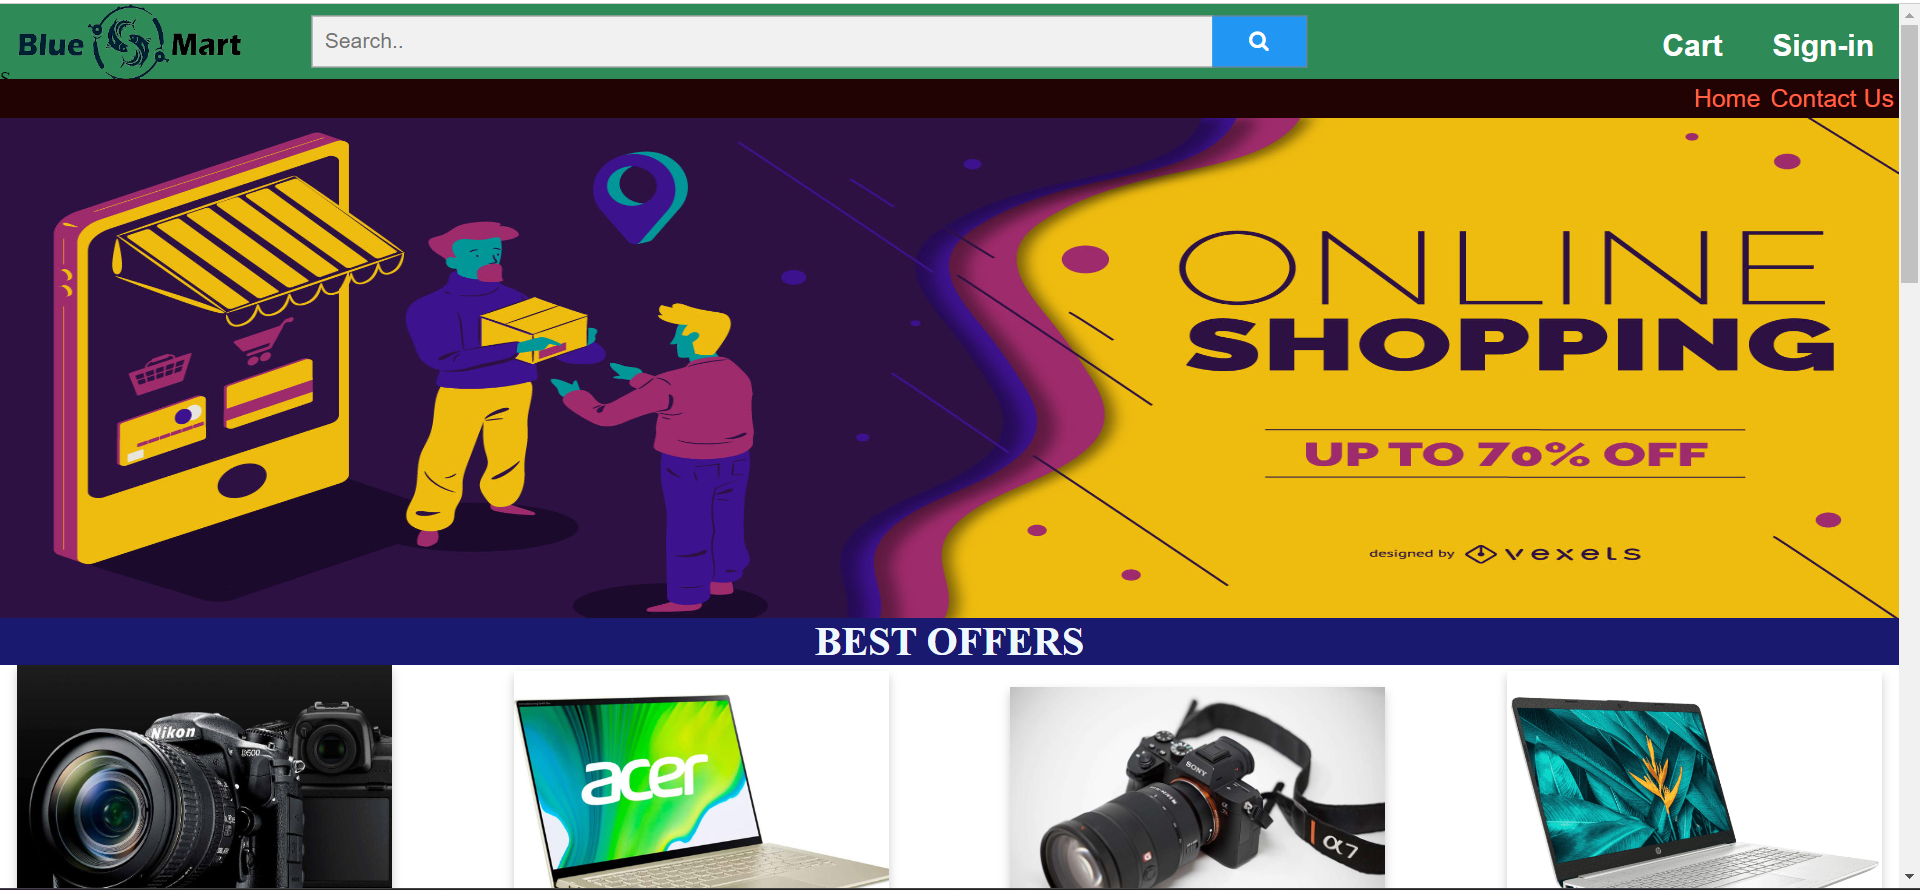 Blue Mart
Search..
Cart Sign-in
s
Home Contact Us
ONLINE
SHOPPING
UP TO 70% OFF
designed by vexels
BEST OFFERS
Nikon
D500
acer
SONY
α7
hp